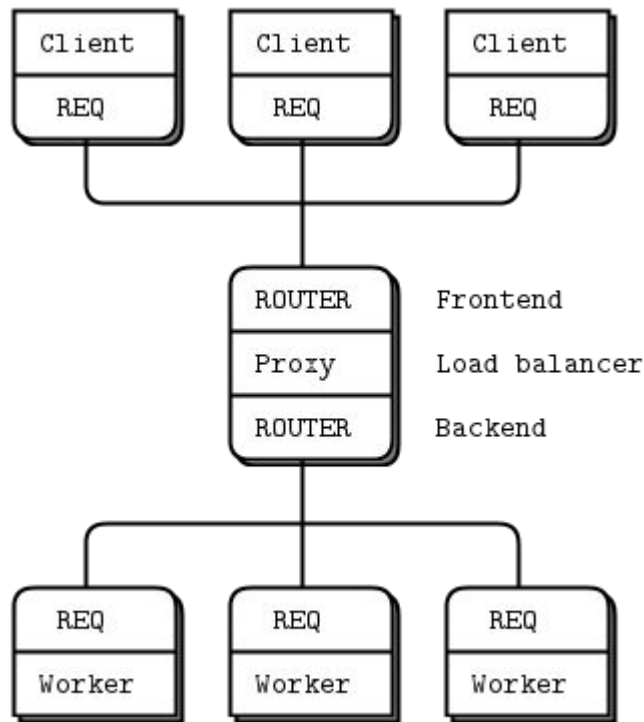 Client Client Client
REQ REQ REQ
ROUTER Frontend
Proxy Load balancer
ROUTER Backend
REQ REQ REQ
Worker Worker Worker